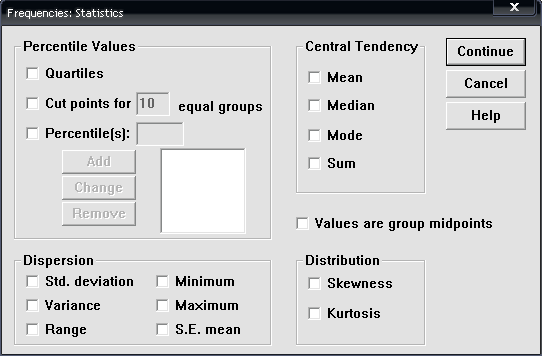 Frequencies: Statistics
X
Percentile Values
Quartiles
Cut points for 10 equal groups
Percentile(s):
Add
Change
Remove
Central Tendency
Mean
Median
Mode
Sum
Continue
Cancel
Help
Values are group midpoints
Dispersion
Std. deviation Minimum
Variance Maximum
Range S.E. mean
Distribution
Skewness
Kurtosis